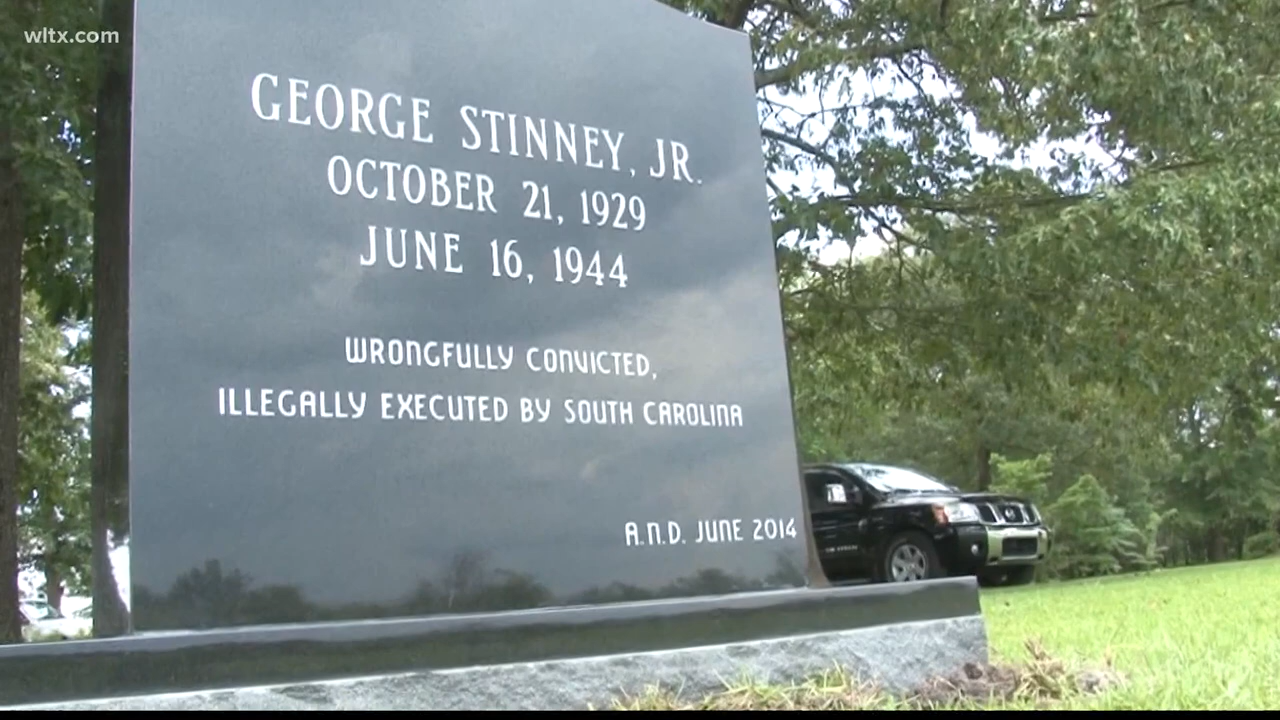 wltx.com
GEORGE STINNEY, JR.
OCTOBER 21, 1929
JUNE 16, 1944
WRONGFULLY CONVICTED,
ILLEGALLY EXECUTED BY SOUTH CAROLINA
A.N.D. JUNE 2014